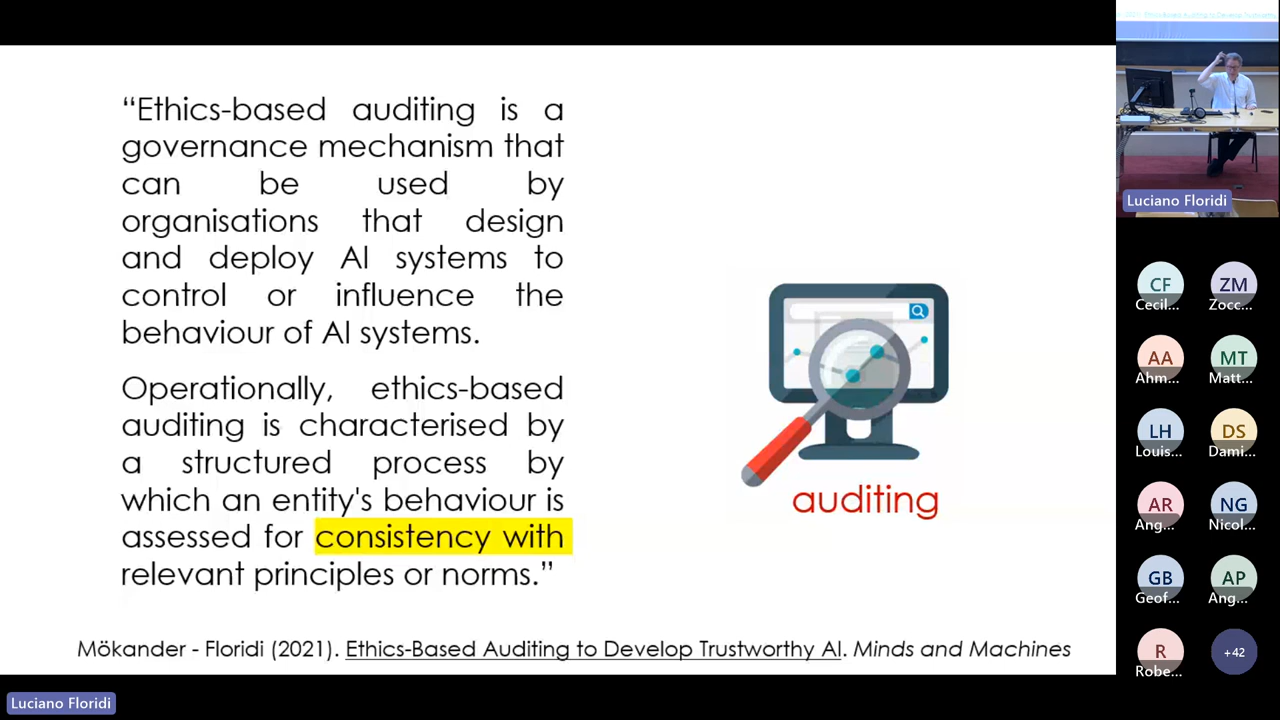 “Ethics-based auditing is a
governance mechanism that
can be used by
organisations that design
and deploy AI systems to
control or influence the
behaviour of AI systems.
Operationally, ethics-based
auditing is characterised by
a structured process by
which an entity's behaviour is
assessed for consistency with
relevant principles or norms.”
auditing
Mökander - Floridi (2021). Ethics-Based Auditing to Develop Trustworthy AI. Minds and Machines
Luciano Floridi
Luciano Floridi
CF
Cecil...
ZM
Zocc...
AA
Ahm...
MT
Matt...
LH
Louis...
DS
Dami...
AR
Ang...
NG
Nicol...
GB
Geof...
AP
Ang...
R
Robe...
+42